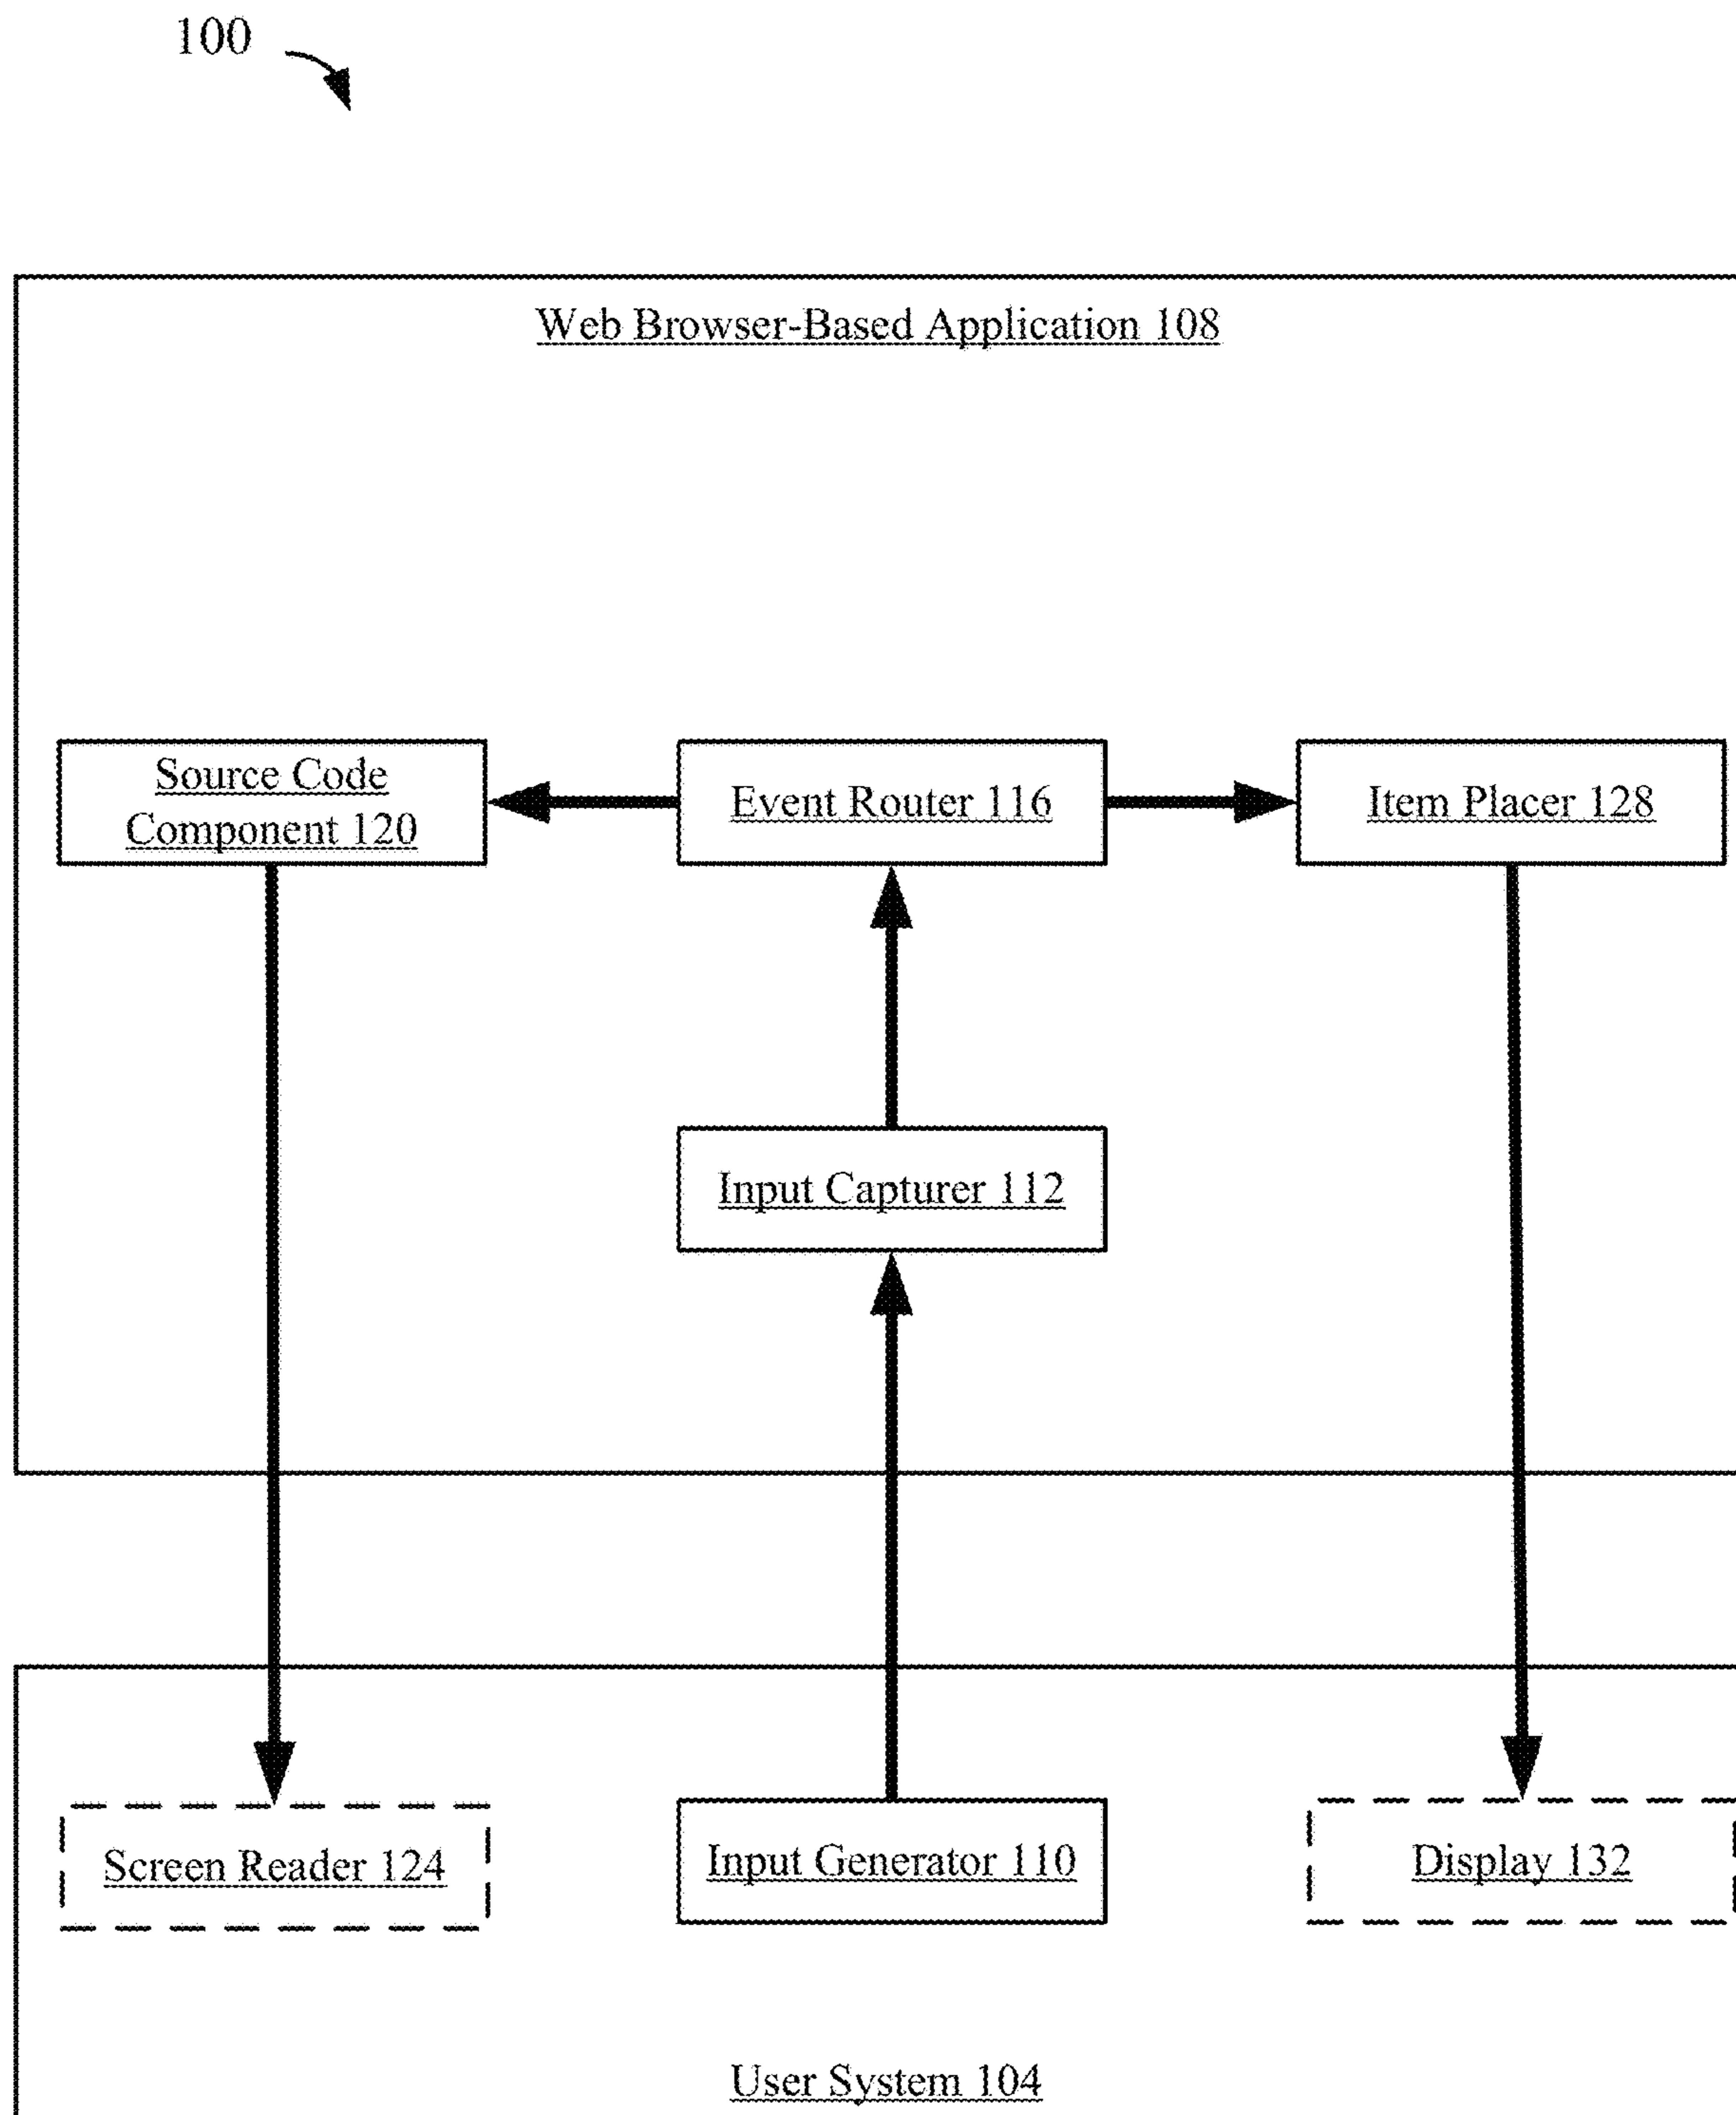 100
Web Browser-Based Application 108
Source Code
Component 120
Event Router 116
Item Placer 128
Input Capturer 112
Screen Reader 124
Input Generator 110
Display 132
User System 104